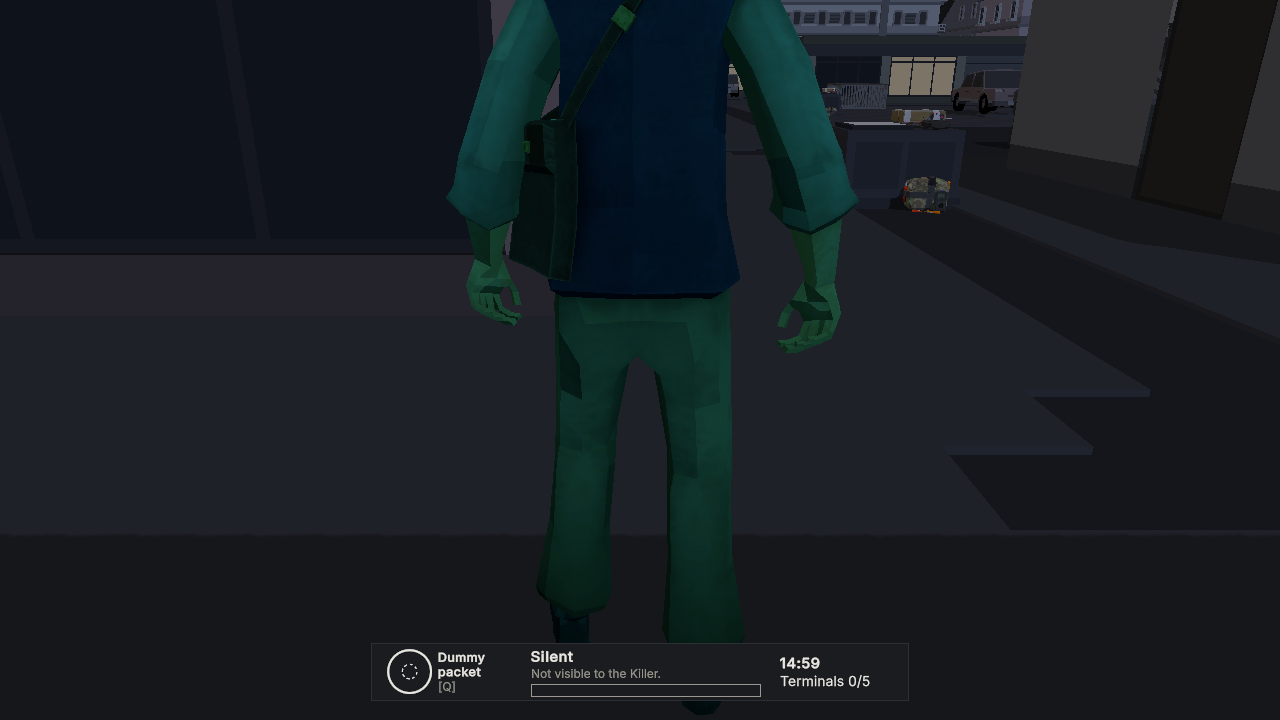 Dummy
packet
[Q]
Silent
Not visible to the Killer.
14:59
Terminals 0/5